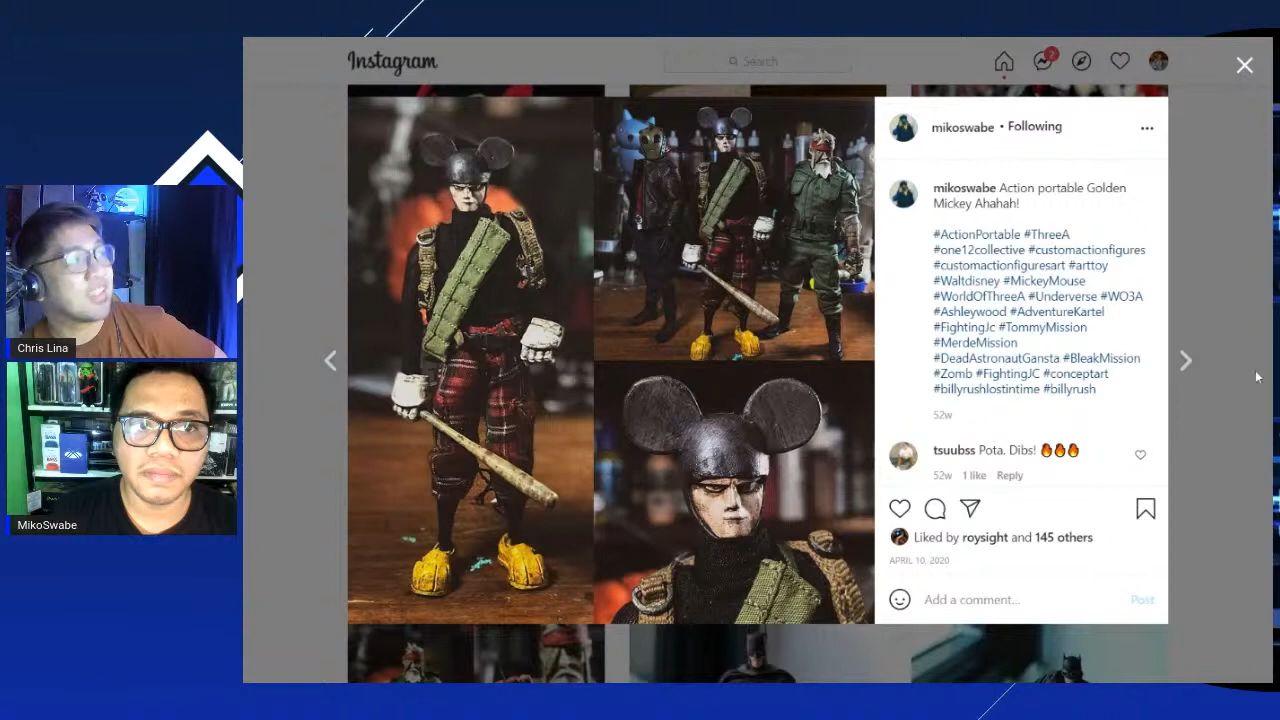 Instagram
Search
7
mikoswabe • Following
mikoswabe Action portable Golden
Mickey Ahahah!
#ActionPortable #ThreeA
#one12collective #customactionfigures
#customactionfiguresart #arttoy
#Waltdisney #MickeyMouse
#WorldOfThreeA #Underverse #WO3A
#Ashleywood #AdventureKartel
#FightingJc #TommyMission
#MerdeMission
#DeadAstronautGansta #BleakMission
#Zomb #FightingJC #conceptart
#billyrushlostintime #billyrush
52w
tsuubss Pota. Dibs! 🔥🔥🔥
52w 1 like Reply
Liked by roysight and 145 others
APRIL 10, 2020
Add a comment...
Post
Chris Lina
MikoSwabe